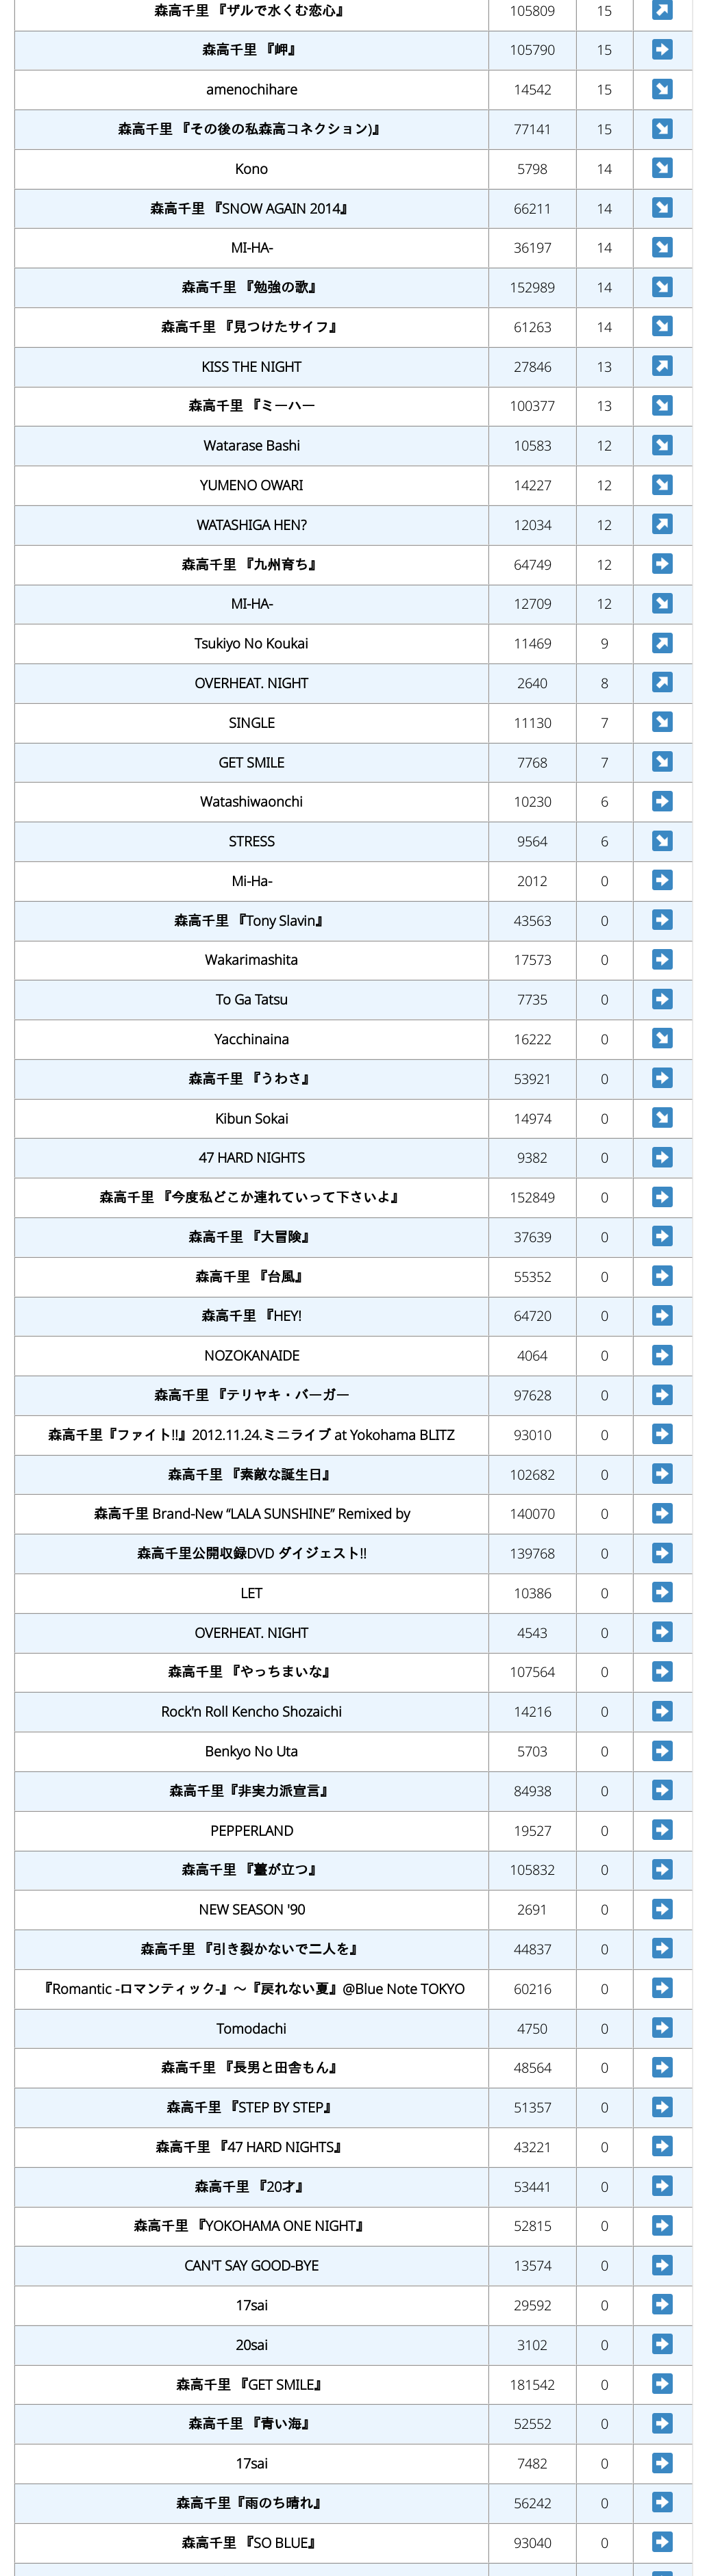 森高千里 『ザルで水くむ恋心』 105809 15 ↗
森高千里 『岬』 105790 15 ➡
amenochihare 14542 15 ↘
森高千里 『その後の私森高コネクション)』 77141 15 ↘
Kono 5798 14 ↘
森高千里 『SNOW AGAIN 2014』 66211 14 ↘
MI-HA- 36197 14 ↘
森高千里 『勉強の歌』 152989 14 ↘
森高千里 『見つけたサイフ』 61263 14 ↘
KISS THE NIGHT 27846 13 ↗
森高千里 『ミーハー 100377 13 ↘
Watarase Bashi 10583 12 ↘
YUMENO OWARI 14227 12 ↘
WATASHIGA HEN? 12034 12 ↗
森高千里 『九州育ち』 64749 12 ➡
MI-HA- 12709 12 ↘
Tsukiyo No Koukai 11469 9 ↗
OVERHEAT. NIGHT 2640 8 ↗
SINGLE 11130 7 ↘
GET SMILE 7768 7 ↘
Watashiwaonchi 10230 6 ➡
STRESS 9564 6 ↘
Mi-Ha- 2012 0 ➡
森高千里 『Tony Slavin』 43563 0 ➡
Wakarimashita 17573 0 ➡
To Ga Tatsu 7735 0 ➡
Yacchinaina 16222 0 ↘
森高千里 『うわさ』 53921 0 ➡
Kibun Sokai 14974 0 ↘
47 HARD NIGHTS 9382 0 ➡
森高千里 『今度私どこか連れていって下さいよ』 152849 0 ➡
森高千里 『大冒険』 37639 0 ➡
森高千里 『台風』 55352 0 ➡
森高千里 『HEY! 64720 0 ➡
NOZOKANAIDE 4064 0 ➡
森高千里 『テリヤキ・バーガー 97628 0 ➡
森高千里『ファイト!!』2012.11.24.ミニライブ at Yokohama BLITZ 93010 0 ➡
森高千里 『素敵な誕生日』 102682 0 ➡
森高千里 Brand-New “LALA SUNSHINE” Remixed by 140070 0 ➡
森高千里公開収録DVD ダイジェスト!! 139768 0 ➡
LET 10386 0 ➡
OVERHEAT. NIGHT 4543 0 ➡
森高千里 『やっちまいな』 107564 0 ➡
Rock'n Roll Kencho Shozaichi 14216 0 ➡
Benkyo No Uta 5703 0 ➡
森高千里『非実力派宣言』 84938 0 ➡
PEPPERLAND 19527 0 ➡
森高千里 『薹が立つ』 105832 0 ➡
NEW SEASON '90 2691 0 ➡
森高千里 『引き裂かないで二人を』 44837 0 ➡
『Romantic -ロマンティック-』〜『戻れない夏』@Blue Note TOKYO 60216 0 ➡
Tomodachi 4750 0 ➡
森高千里 『長男と田舎もん』 48564 0 ➡
森高千里 『STEP BY STEP』 51357 0 ➡
森高千里 『47 HARD NIGHTS』 43221 0 ➡
森高千里 『20才』 53441 0 ➡
森高千里 『YOKOHAMA ONE NIGHT』 52815 0 ➡
CAN'T SAY GOOD-BYE 13574 0 ➡
17sai 29592 0 ➡
20sai 3102 0 ➡
森高千里 『GET SMILE』 181542 0 ➡
森高千里 『青い海』 52552 0 ➡
17sai 7482 0 ➡
森高千里『雨のち晴れ』 56242 0 ➡
森高千里 『SO BLUE』 93040 0 ➡